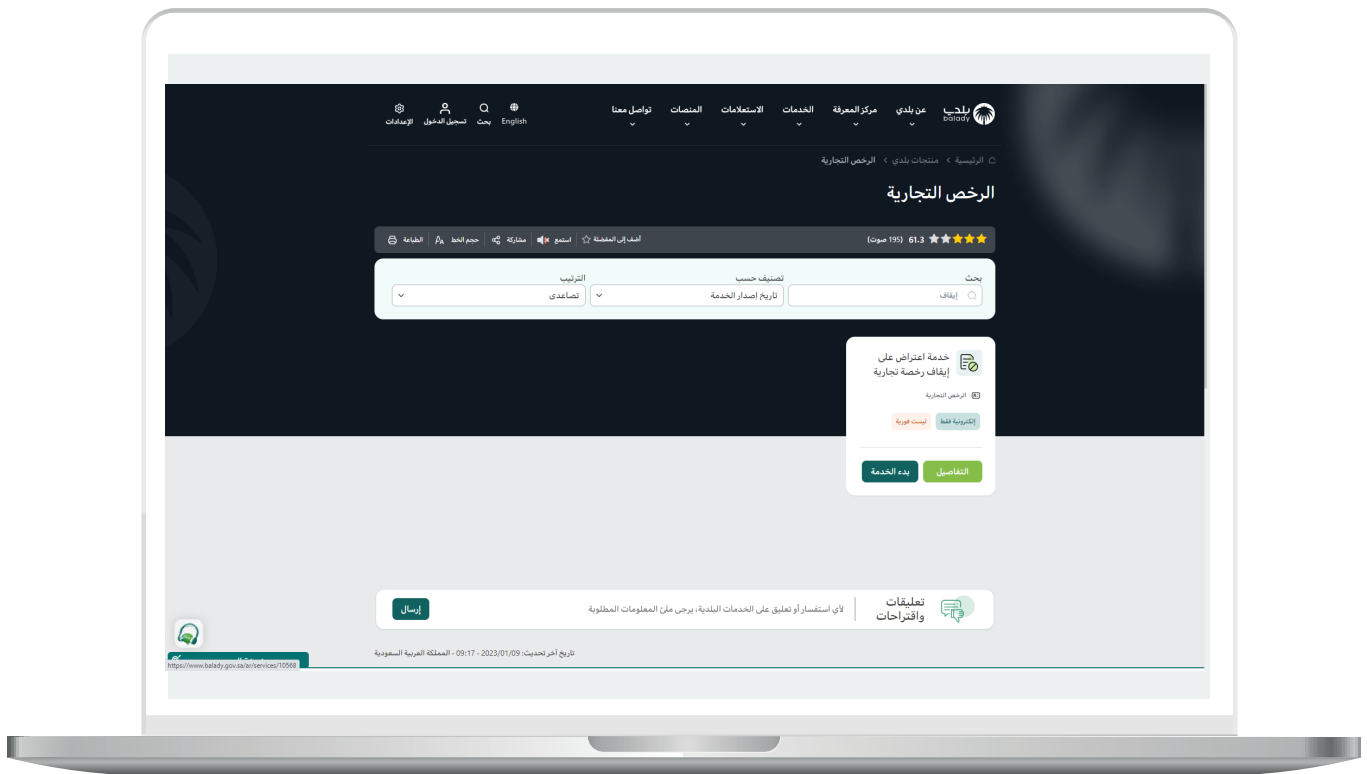 بلدي
balady
عن بلدي
مركز المعرفة
الخدمات
الاستعلامات
المنصات
تواصل معنا
English
بحث
تسجيل الدخول
الإعدادات
الرئيسية > منتجات بلدي > الرخص التجارية
الرخص التجارية
61.3 (195 صوت)
أضف إلى المفضلة
استمع
مشاركة
حجم الخط
الطباعة
بحث
إيقاف
تصنيف حسب
تاريخ إصدار الخدمة
الترتيب
تصاعدى
خدمة اعتراض على
إيقاف رخصة تجارية
الرخص التجارية
إلكترونية فقط
ليست فورية
التفاصيل
بدء الخدمة
تعليقات
واقتراحات
لأي استفسار أو تعليق على الخدمات البلدية، يرجى ملئ المعلومات المطلوبة
إرسال
تاريخ آخر تحديث: 2023/01/09 - 09:17 - المملكة العربية السعودية
https://www.balady.gov.sa/ar/services/10568